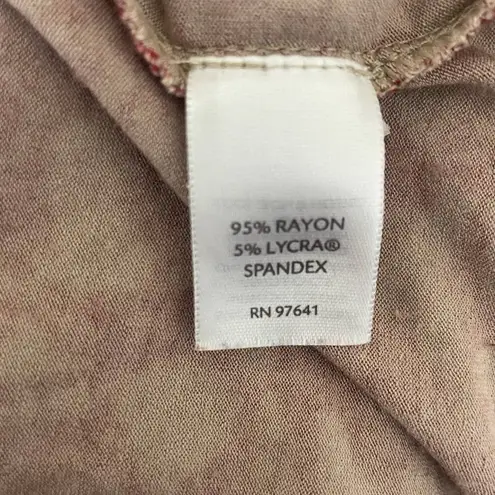 95% RAYON
5% LYCRA®
SPANDEX
RN 97641